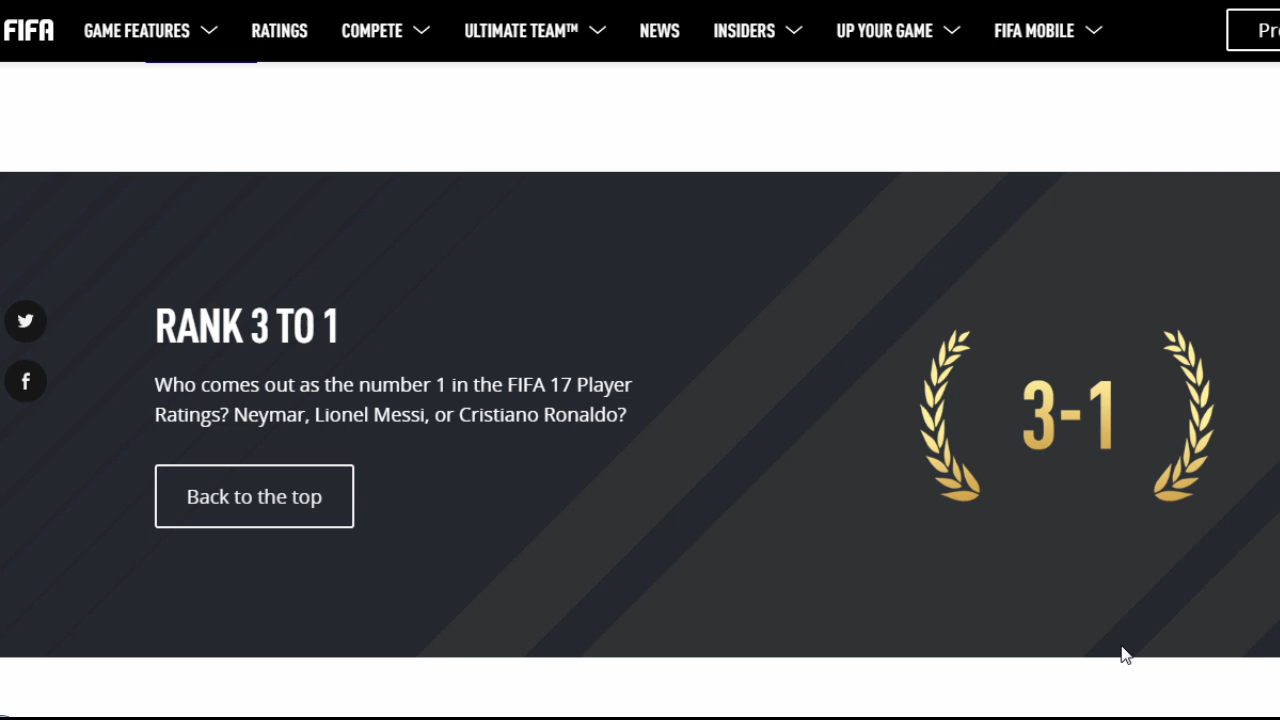 FIFA GAME FEATURES RATINGS COMPETE ULTIMATE TEAM™ NEWS INSIDERS UP YOUR GAME FIFA MOBILE
RANK 3 TO 1
Who comes out as the number 1 in the FIFA 17 Player
Ratings? Neymar, Lionel Messi, or Cristiano Ronaldo?
3-1
Back to the top